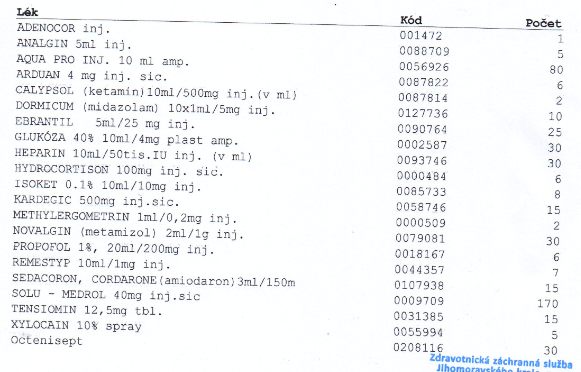 Lék Kód Počet
ADENOCOR inj. 001472 1
ANALGIN 5ml inj. 0088709 5
AQUA PRO INJ. 10 ml amp. 0056926 80
ARDUAN 4 mg inj. sic. 0087822 6
CALYPSOL (ketamin)10ml/500mg inj.(v ml) 0087814 2
DORMICUM (midazolam) 10x1ml/5mg inj. 0127736 10
EBRANTIL 5ml/25 mg inj. 0090764 25
GLUKÓZA 40% 10ml/4mg plast amp. 0002587 30
HEPARIN 10ml/50tis.IU inj. (v ml) 0093746 30
HYDROCORTISON 100mg inj. sic. 0000484 6
ISOKET 0.1% 10ml/10mg inj. 0085733 8
KARDEGIC 500mg inj.sic. 0058746 15
METHYLERGOMETRIN 1ml/0,2mg inj. 0000509 2
NOVALGIN (metamizol) 2ml/1g inj. 0079081 30
PROPOFOL 1%, 20ml/200mg inj. 0018167 6
REMESTYP 10ml/1mg inj. 0044357 7
SEDACORON, CORDARONE(amiodaron)3ml/150m 0107938 15
SOLU - MEDROL 40mg inj.sic 0009709 170
TENSIOMIN 12,5mg tbl. 0031385 15
XYLOCAIN 10% spray 0055994 5
Octenisept 0208116 30
Zdravotnická záchranná služba
Jihomoravského kraje